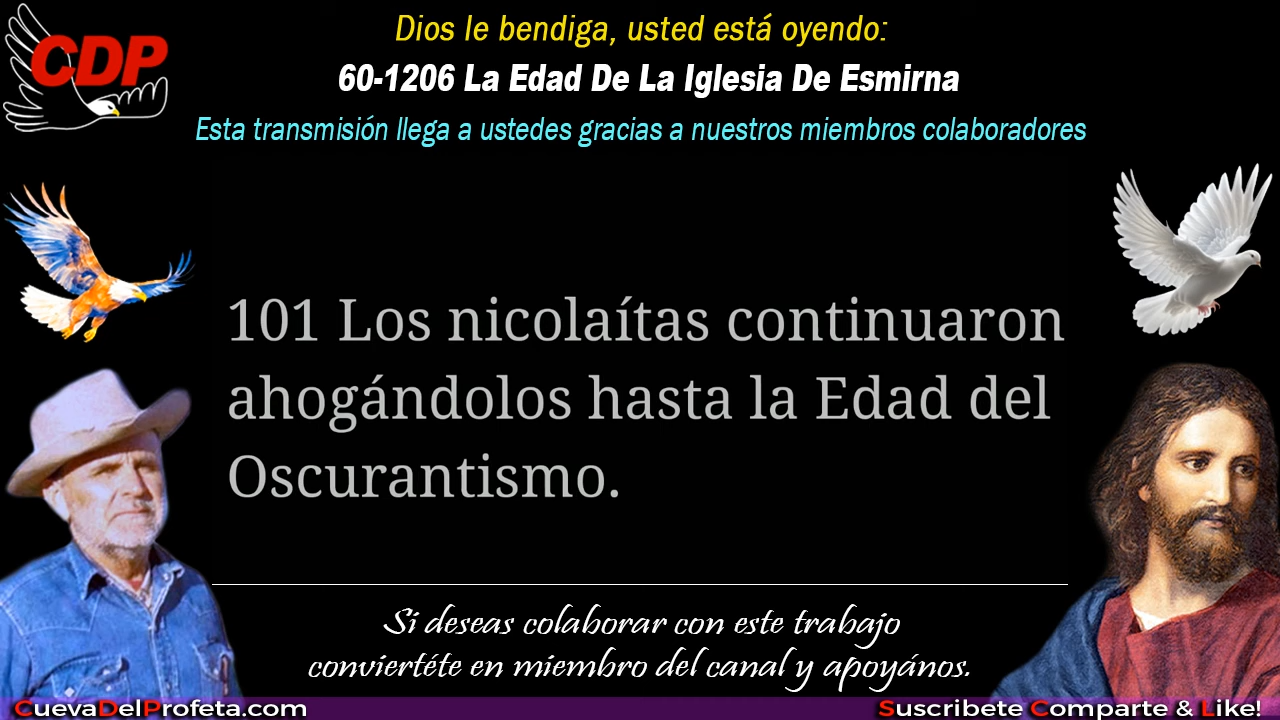 CDP
Dios le bendiga, usted está oyendo:
60-1206 La Edad De La Iglesia De Esmirna
Esta transmisión llega a ustedes gracias a nuestros miembros colaboradores
101 Los nicolaítas continuaron
ahogándolos hasta la Edad del
Oscurantismo.
Si deseas colaborar con este trabajo
conviertéte en miembro del canal y apoyános.
CuevaDelProfeta.com
Suscribete Comparte & Like!